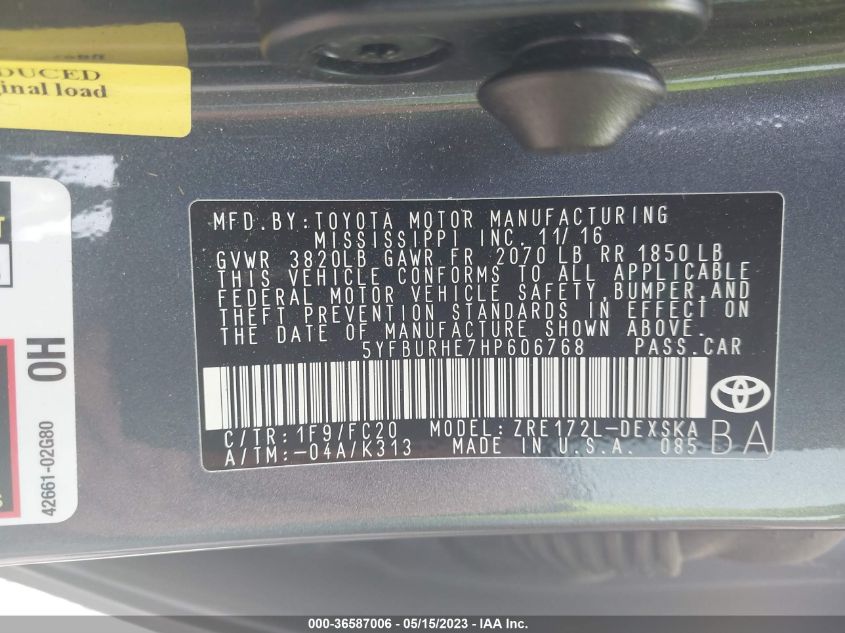 DUCED
inal load
MFD.BY:TOYOTA MOTOR MANUFACTURING
MISSISSIPPI INC. 11/16
GVWR 3820LB GAWR FR 2070 LB RR 1850 LB
THIS VEHICLE CONFORMS TO ALL APPLICABLE
FEDERAL MOTOR VEHICLE SAFETY,BUMPER,AND
THEFT PREVENTION STANDARDS IN EFFECT ON
THE DATE OF MANUFACTURE SHOWN ABOVE.
5YFBURHE7HP606768 PASS.CAR
C/TR:1F9/FC20 MODEL:ZRE172L-DEXSKA
A/TM:-04A/K313 MADE IN U.S.A. 085
BA
0H
42661-02G80
000-36587006 - 05/15/2023 - IAA Inc.